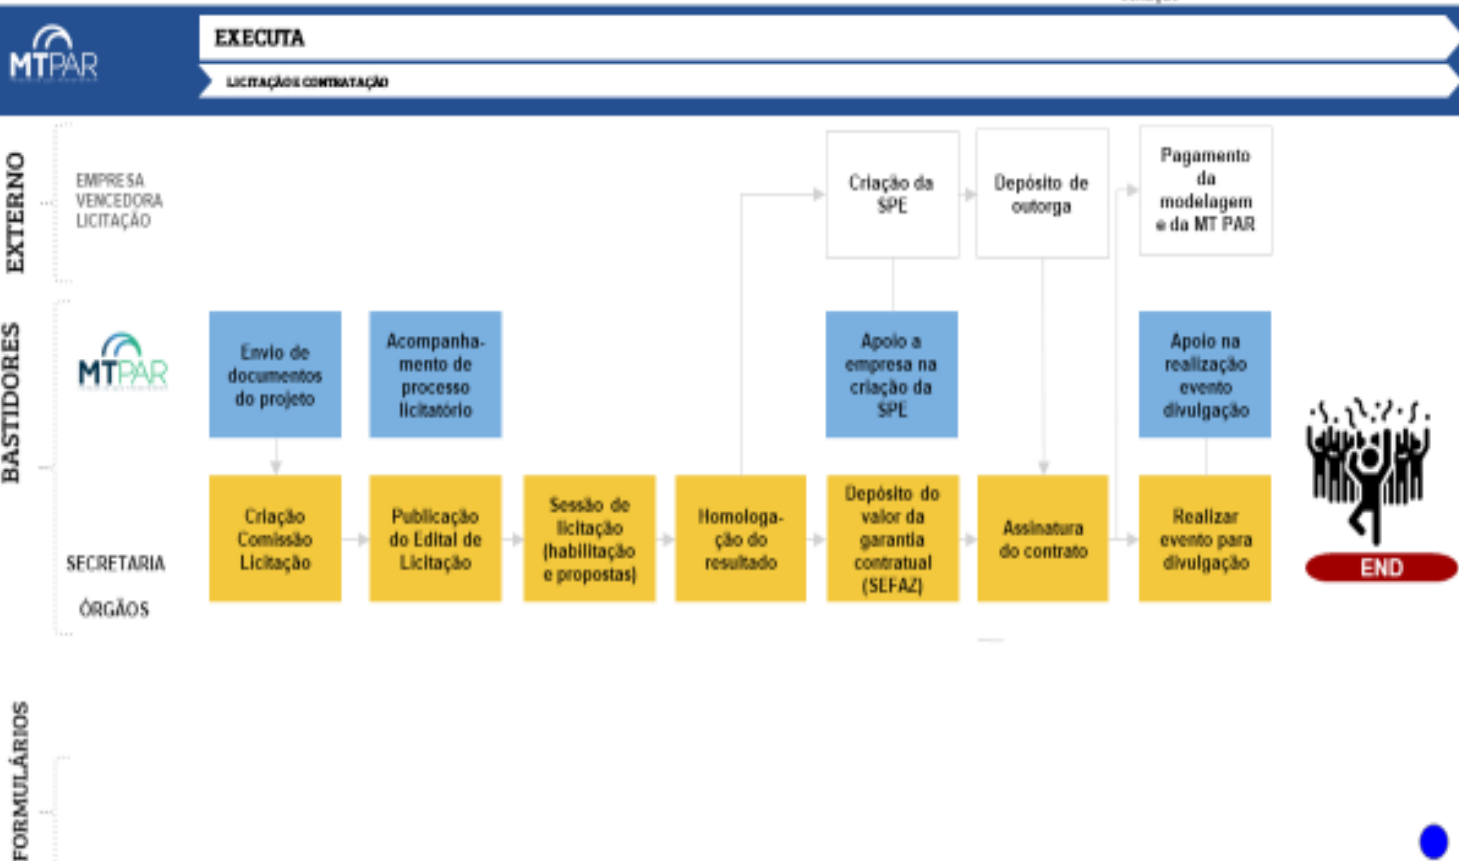 MTPAR
EXECUTA
LICITAÇÃO E CONTRATAÇÃO
EXTERNO
EMPRESA
VENCEDORA
LICITAÇÃO
Criação da
SPE
Depósito de
outorga
Pagamento
da
modelagem
e da MT PAR
BASTIDORES
MTPAR
Envio de
documentos
do projeto
Acompanha-
mento de
processo
licitatório
Apoio a
empresa na
criação da
SPE
Apoio na
realização
evento
divulgação
SECRETARIA
ÓRGÃOS
Criação
Comissão
Licitação
Publicação
do Edital de
Licitação
Sessão de
licitação
(habilitação
e propostas)
Homologa-
ção do
resultado
Depósito do
valor da
garantia
contratual
(SEFAZ)
Assinatura
do contrato
Realizar
evento para
divulgação
END
FORMULÁRIOS